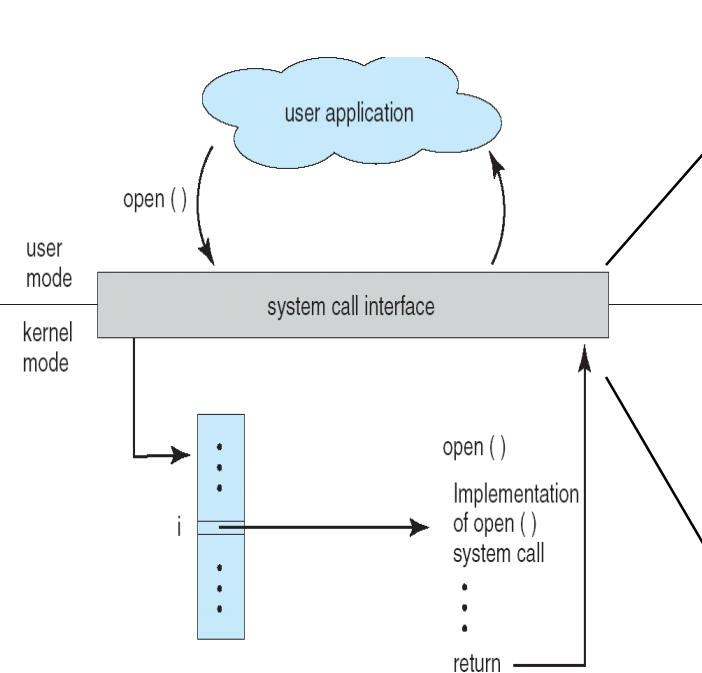 user application
open ( )
user
mode
system call interface
kernel
mode
open ( )
Implementation
of open ( )
system call
i
return